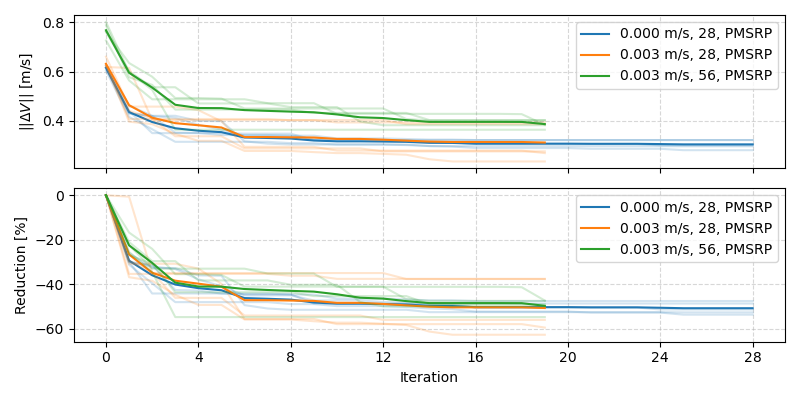 0.8
0.6
0.4
||ΔV|| [m/s]
0.000 m/s, 28, PMSRP
0.003 m/s, 28, PMSRP
0.003 m/s, 56, PMSRP
0
−20
−40
−60
Reduction [%]
0.000 m/s, 28, PMSRP
0.003 m/s, 28, PMSRP
0.003 m/s, 56, PMSRP
0 4 8 12 16 20 24 28
Iteration